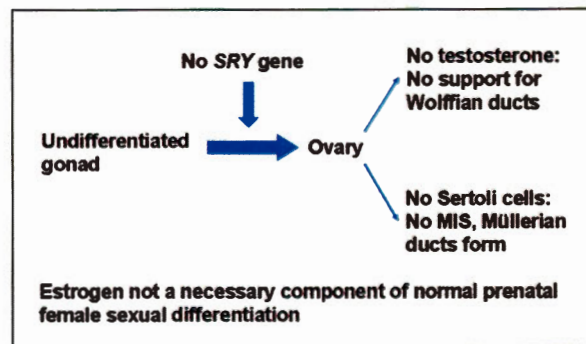 No SRY gene
Undifferentiated
gonad
Ovary
No testosterone:
No support for
Wolffian ducts
No Sertoli cells:
No MIS, Müllerian
ducts form
Estrogen not a necessary component of normal prenatal
female sexual differentiation